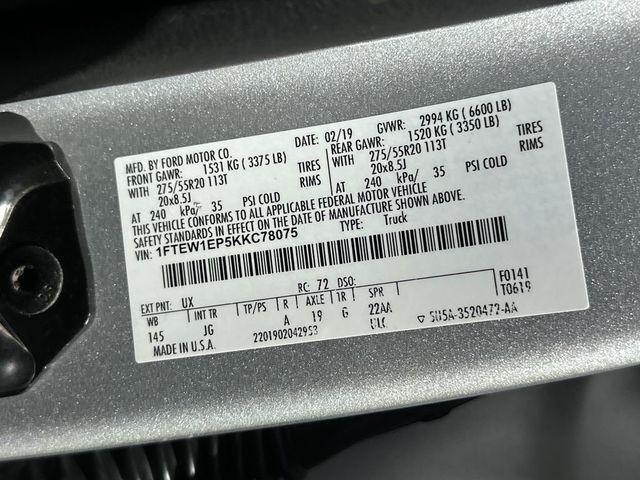 MFD. BY FORD MOTOR CO.
DATE: 02/19
GVWR: 2994 KG (6600 LB)
FRONT GAWR: 1531 KG (3375 LB)
REAR GAWR: 1520 KG (3350 LB)
WITH 275/55R20 113T TIRES
WITH 275/55R20 113T TIRES
20x8.5J RIMS
20x8.5J RIMS
AT 240 kPa/ 35 PSI COLD
AT 240 kPa/ 35 PSI COLD
THIS VEHICLE CONFORMS TO ALL APPLICABLE FEDERAL MOTOR VEHICLE
SAFETY STANDARDS IN EFFECT ON THE DATE OF MANUFACTURE SHOWN ABOVE
VIN: 1FTEW1EP5KKC78075 TYPE: Truck
EXT PNT: UX RC: 72 DSO: F0141
WB INT TR TP/PS R AXLE TR SPR T0619
145 JG A 19 G 22AA
MADE IN U.S.A. 2201902042953 ULC ▽ 5U5A-3520472-AA